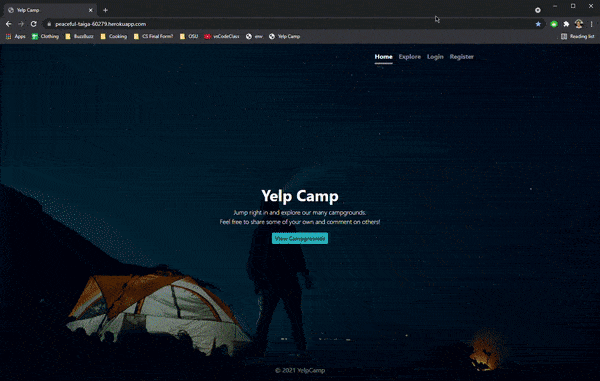 Yelp Camp
peaceful-taiga-60279.herokuapp.com
Apps Clothing BuzzBuzz Cooking CS Final Form? OSU vsCodeClass env Yelp Camp Reading list
Home Explore Login Register
Yelp Camp
Jump right in and explore our many campgrounds.
Feel free to share some of your own and comment on others!
View Campgrounds
© 2021 YelpCamp